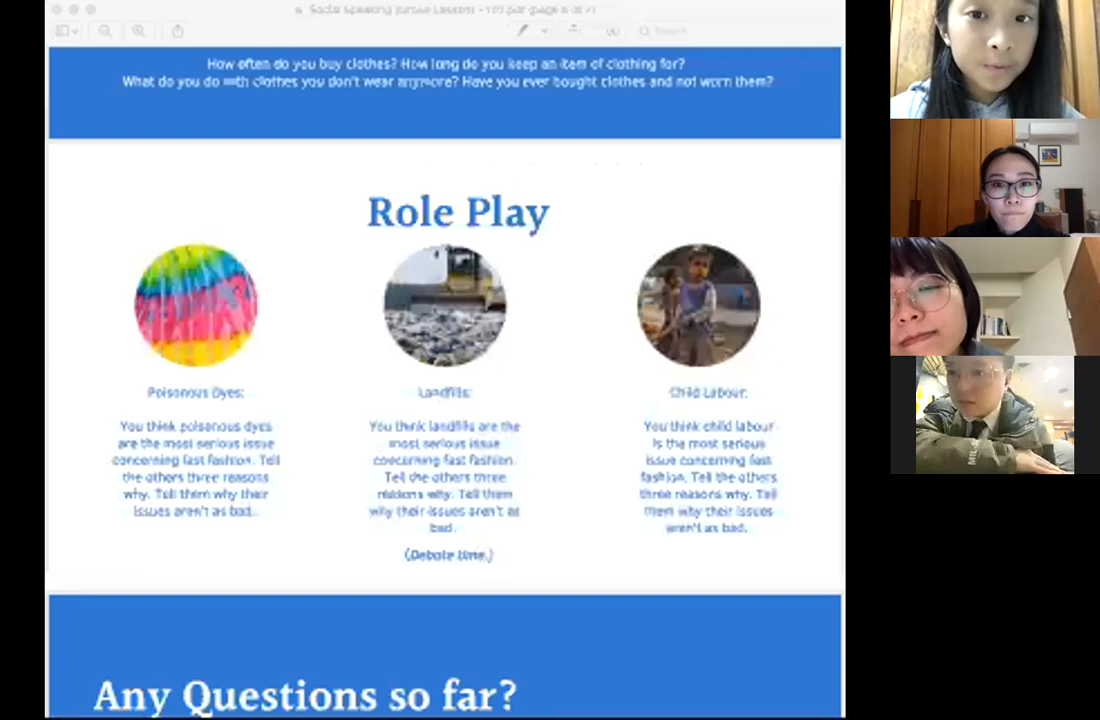 Social Speaking
Search
How often do you buy clothes? How long do you keep an item of clothing for?
What do you do with clothes you don't wear anymore? Have you ever bought clothes and not worn them?
Role Play
Poisonous Dyes:
You think poisonous dyes
are the most serious issue
concerning fast fashion. Tell
the others three reasons
why. Tell them why their
issues aren't as bad.
Landfills:
You think landfills are the
most serious issue
concerning fast fashion.
Tell the others three
reasons why. Tell them
why their issues aren't as
bad.
Child Labour:
You think child labour
is the most serious
issue concerning fast
fashion. Tell the others
three reasons why. Tell
them why their issues
aren't as bad.
(Debate time.)
Any Questions so far?